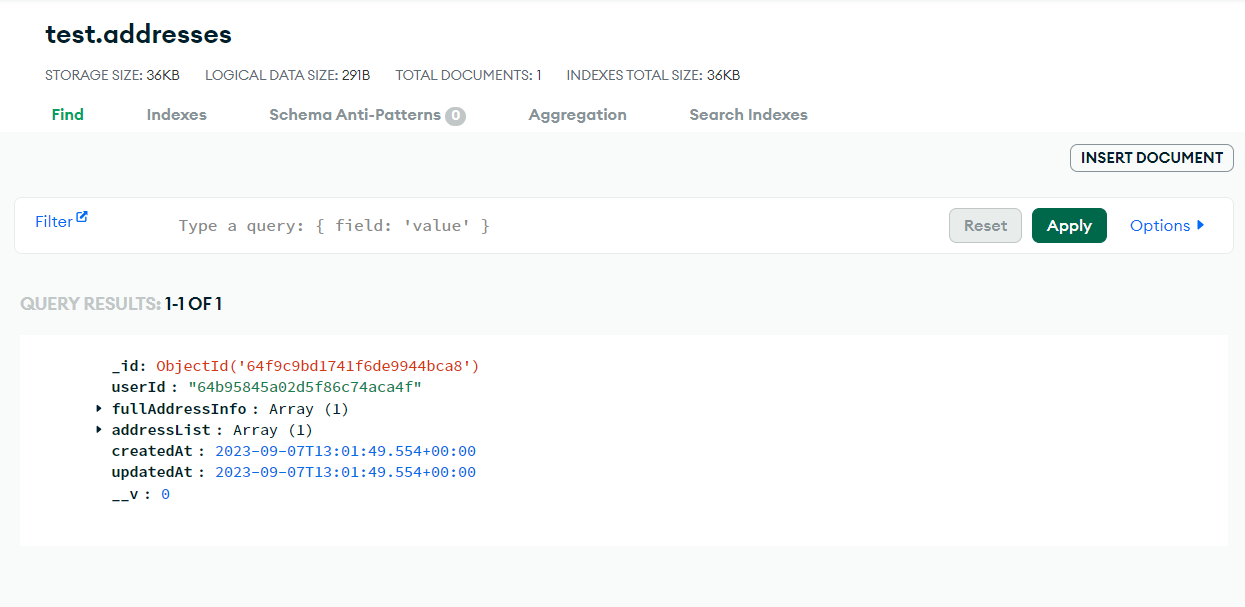 test.addresses
STORAGE SIZE: 36KB LOGICAL DATA SIZE: 291B TOTAL DOCUMENTS: 1 INDEXES TOTAL SIZE: 36KB
Find Indexes Schema Anti-Patterns 0 Aggregation Search Indexes
INSERT DOCUMENT
Filter Type a query: { field: 'value' } Reset Apply Options
QUERY RESULTS: 1-1 OF 1
_id: ObjectId('64f9c9bd1741f6de9944bca8')
userId : "64b95845a02d5f86c74aca4f"
fullAddressInfo : Array (1)
addressList : Array (1)
createdAt : 2023-09-07T13:01:49.554+00:00
updatedAt : 2023-09-07T13:01:49.554+00:00
__v : 0